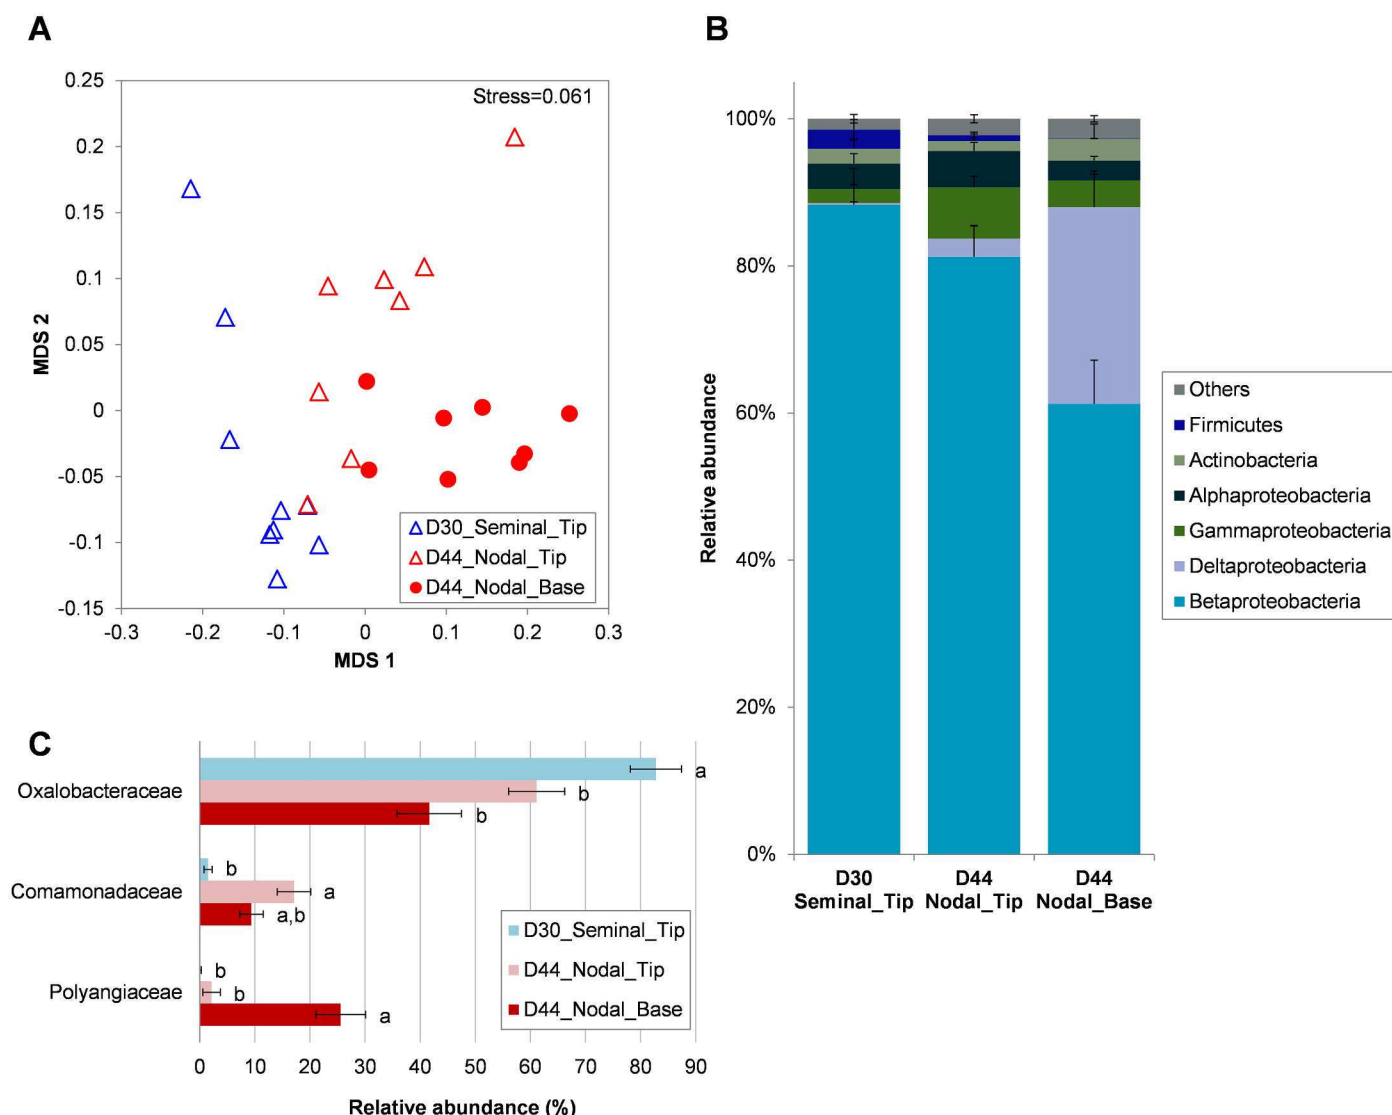 A
0.25
0.2
0.15
0.1
0.05
0
-0.05
-0.1
-0.15
MDS 2
Stress=0.061
D30_Seminal_Tip
D44_Nodal_Tip
D44_Nodal_Base
-0.3 -0.2 -0.1 0 0.1 0.2 0.3
MDS 1
B
100%
80%
60%
40%
20%
0%
Relative abundance
D30 D44 D44
Seminal_Tip Nodal_Tip Nodal_Base
Others
Firmicutes
Actinobacteria
Alphaproteobacteria
Gammaproteobacteria
Deltaproteobacteria
Betaproteobacteria
C
Oxalobacteraceae
a
b
b
Comamonadaceae
b
a
a,b
Polyangiaceae
b
b
a
D30_Seminal_Tip
D44_Nodal_Tip
D44_Nodal_Base
0 10 20 30 40 50 60 70 80 90
Relative abundance (%)